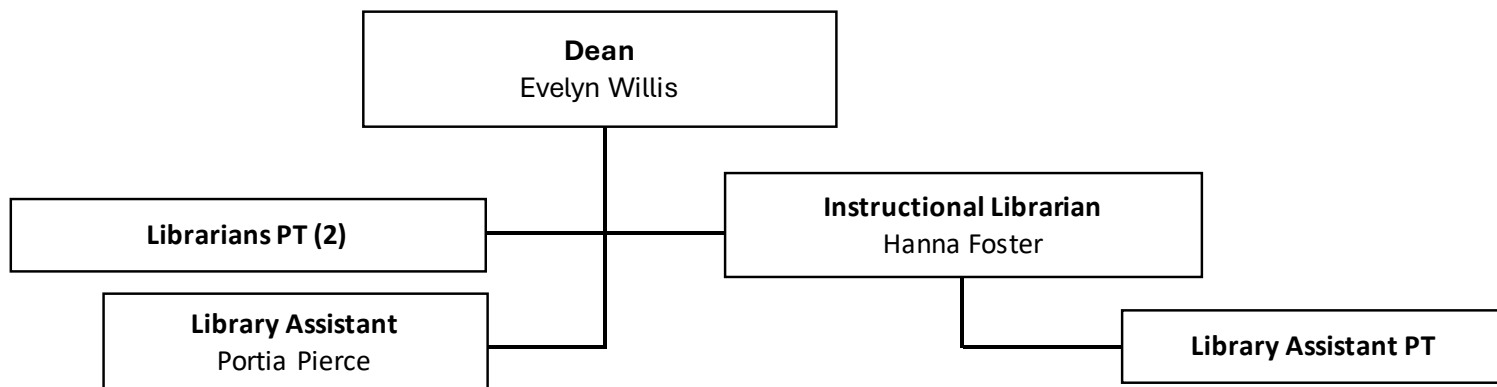 Dean
Evelyn Willis
Librarians PT (2)
Instructional Librarian
Hanna Foster
Library Assistant
Portia Pierce
Library Assistant PT